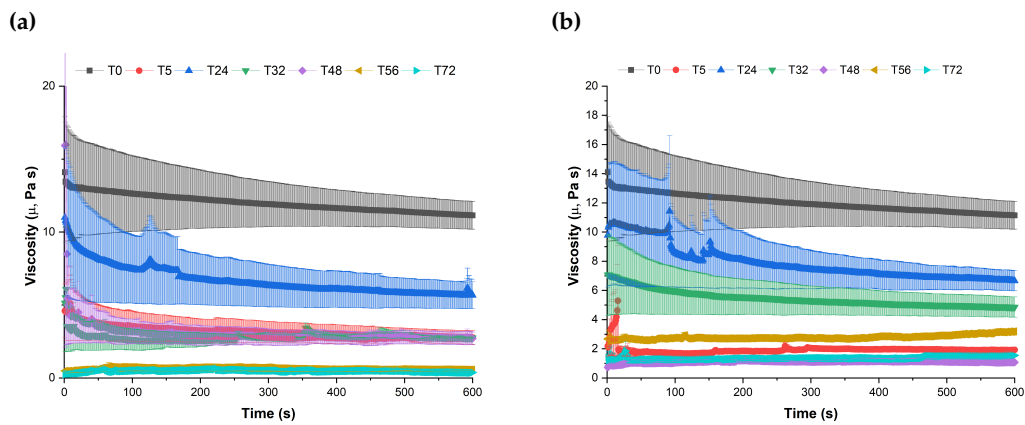 (a)
(b)
T0 T5 T24 T32 T48 T56 T72
T0 T5 T24 T32 T48 T56 T72
Viscosity (μ, Pa s)
20
10
0
0 100 200 300 400 500 600
Time (s)
Viscosity (μ, Pa s)
20
18
16
14
12
10
8
6
4
2
0
0 100 200 300 400 500 600
Time (s)